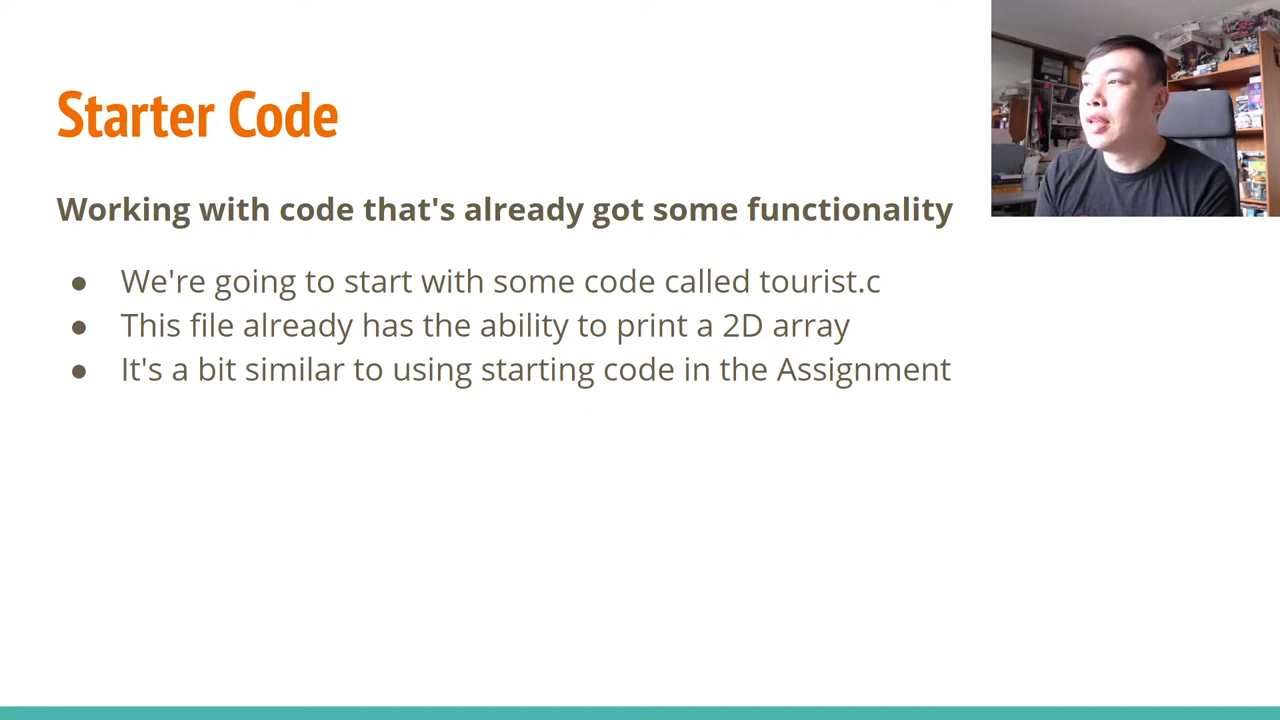 Starter Code
Working with code that's already got some functionality
● We're going to start with some code called tourist.c
● This file already has the ability to print a 2D array
● It's a bit similar to using starting code in the Assignment